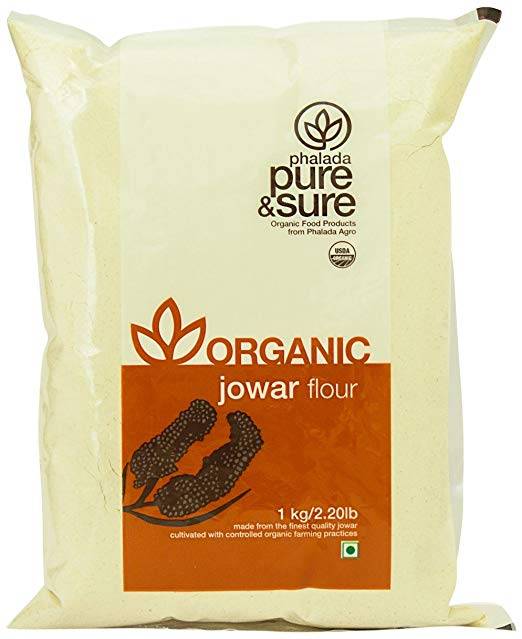 phalada
pure
&sure
Organic Food Products
from Phalada Agro
USDA
ORGANIC
ORGANIC
jowar flour
1 kg/2.20lb
made from the finest quality jowar
cultivated with controlled organic farming practices